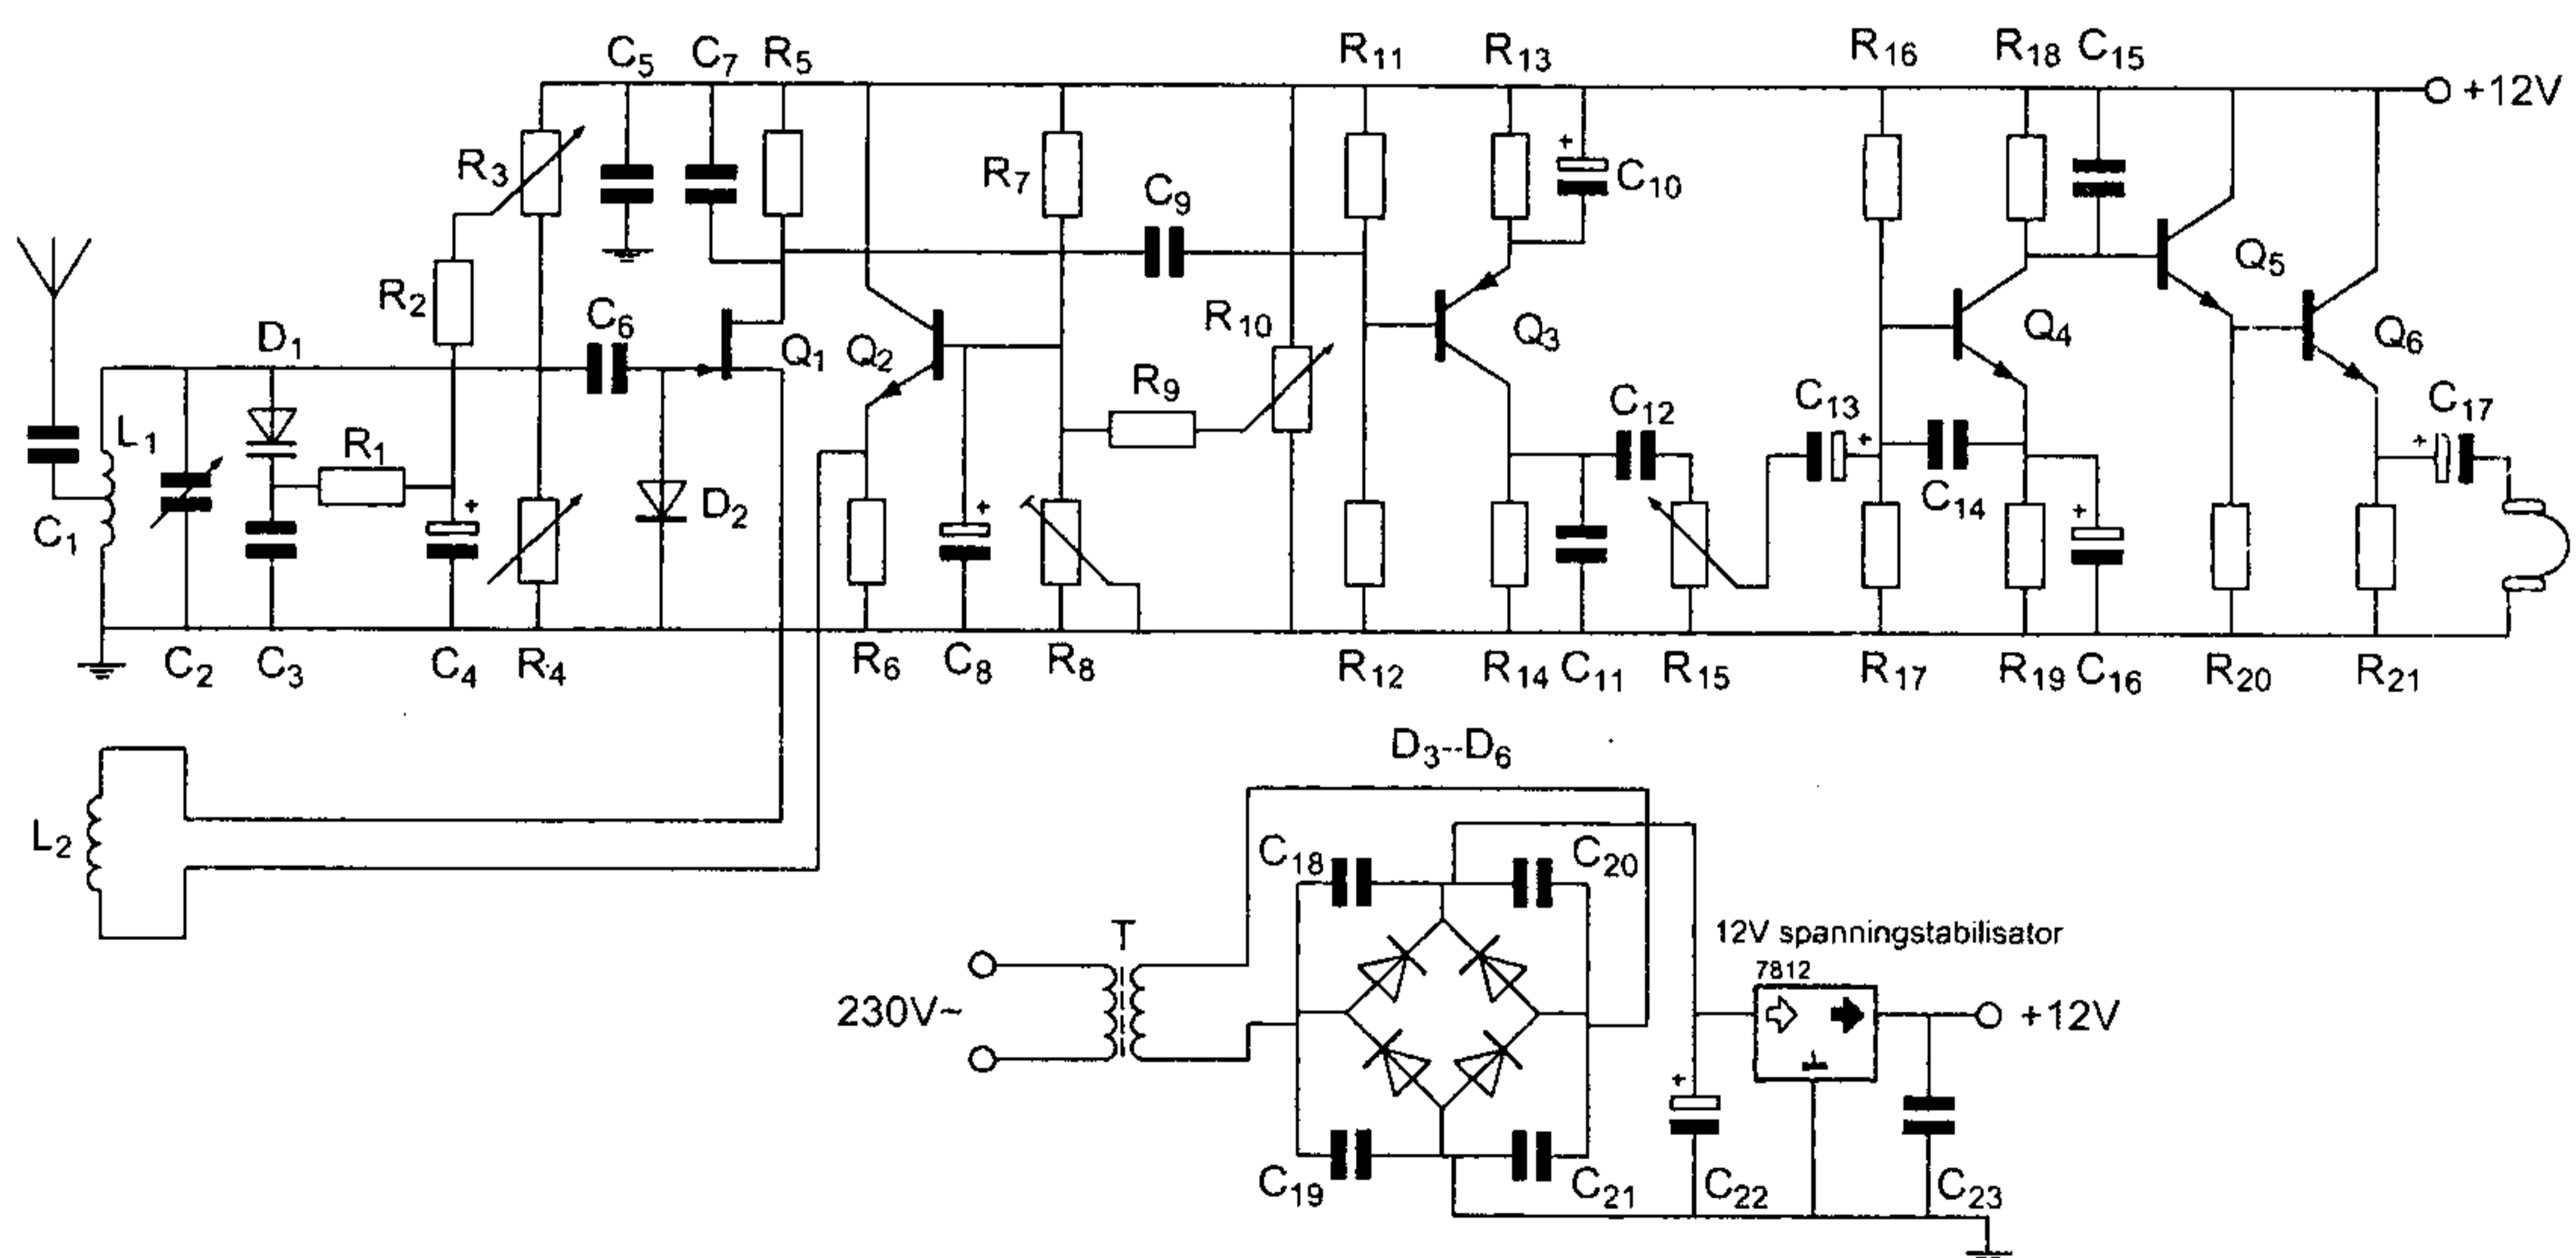 C5 C7 R5 R11 R13 R16 R18 C15
+12V
R3 R7 C9 C10
R2 C6 R10 Q5
D1 Q1 Q2 Q3 Q4 Q6
R9
L1 R1 C12 C13 C17
D2 C14
C1
C2 C3 C4 R4 R6 C8 R8 R12 R14 C11 R15 R17 R19 C16 R20 R21
D3--D6
L2 C18 C20
T
12V spanningstabilisator
7812
230V~ +12V
C19 C21 C22 C23